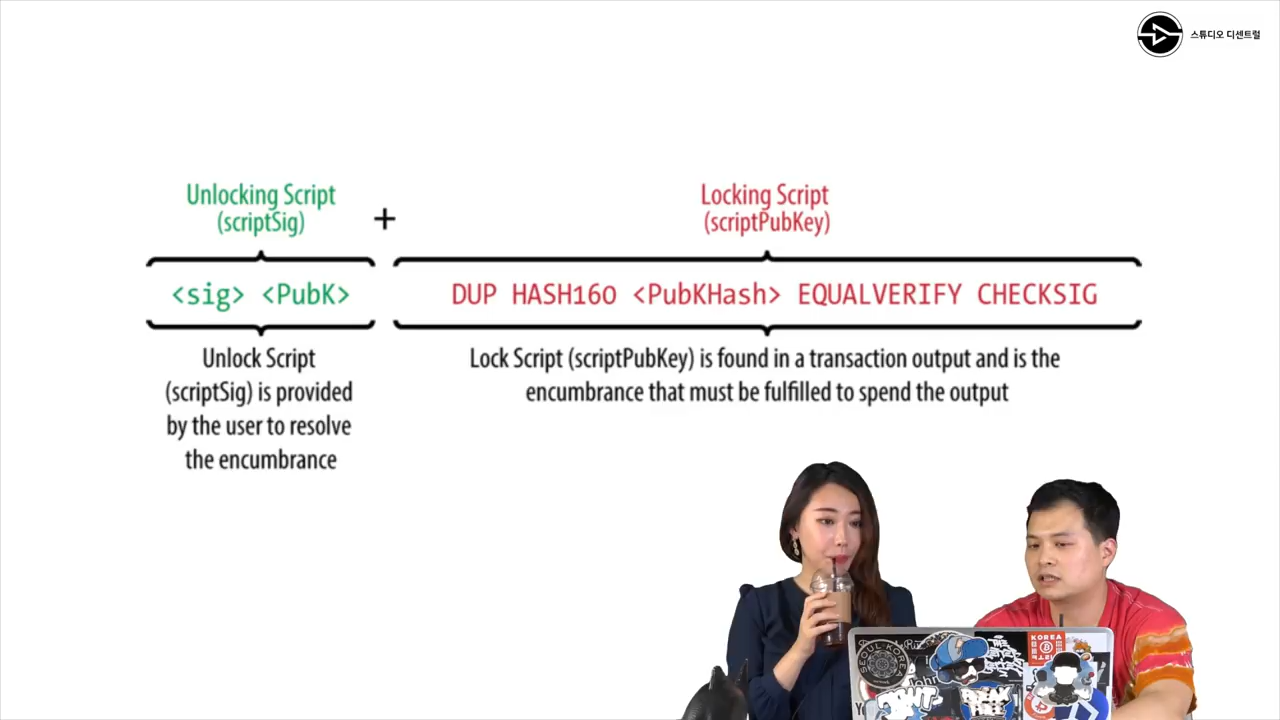 스튜디오 디센트럴
Unlocking Script
(scriptSig)
+
Locking Script
(scriptPubKey)
<sig> <PubK>
DUP HASH160 <PubKHash> EQUALVERIFY CHECKSIG
Unlock Script
(scriptSig) is provided
by the user to resolve
the encumbrance
Lock Script (scriptPubKey) is found in a transaction output and is the
encumbrance that must be fulfilled to spend the output
SEOUL KOREA
KOREA